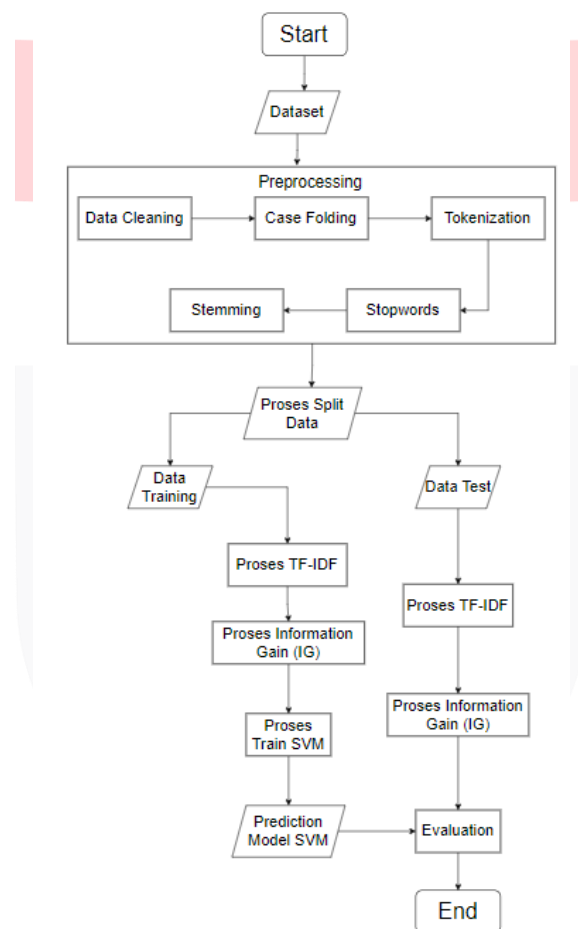 Start
Dataset
Preprocessing
Data Cleaning
Case Folding
Tokenization
Stemming
Stopwords
Proses Split
Data
Data
Training
Data Test
Proses TF-IDF
Proses TF-IDF
Proses Information
Gain (IG)
Proses Information
Gain (IG)
Proses
Train SVM
Prediction
Model SVM
Evaluation
End